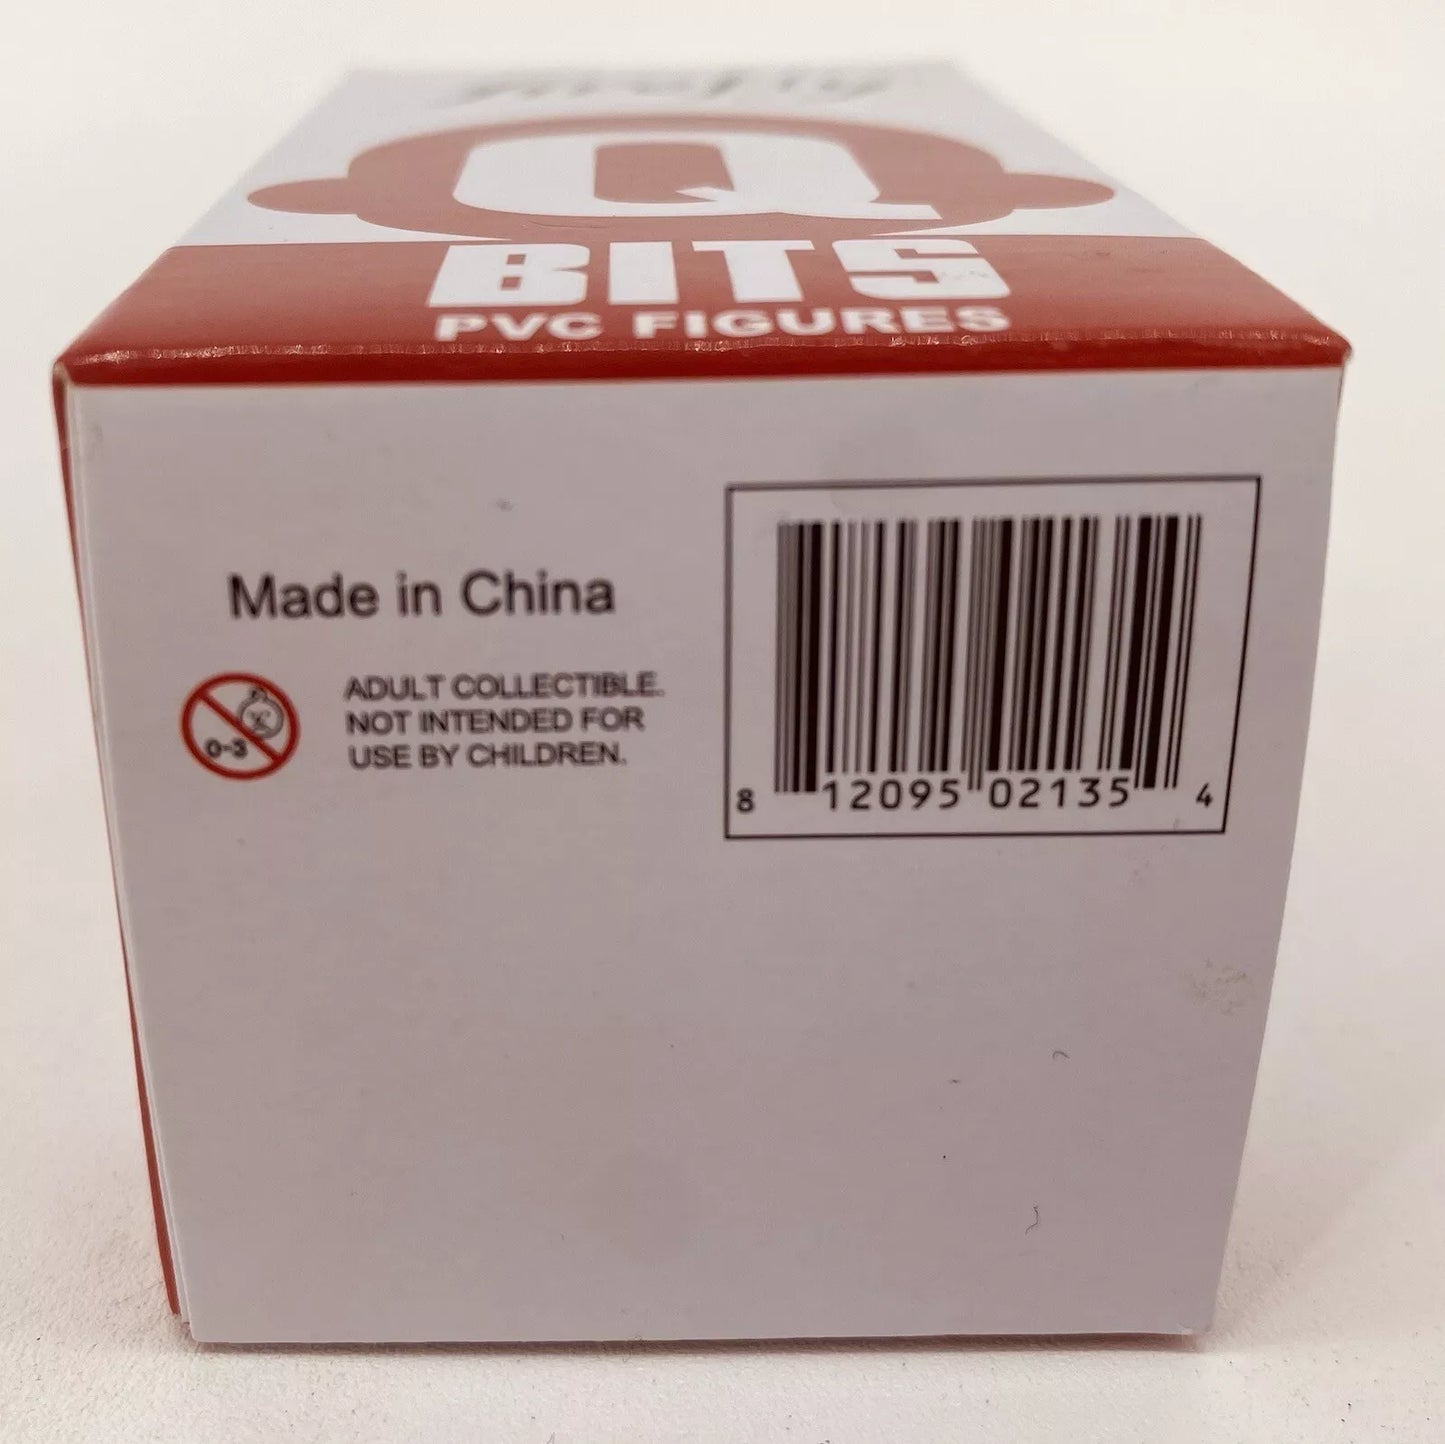 Firefly
Q
BITS
PVC FIGURES
Made in China
0-3
ADULT COLLECTIBLE.
NOT INTENDED FOR
USE BY CHILDREN.
8 12095 02135 4